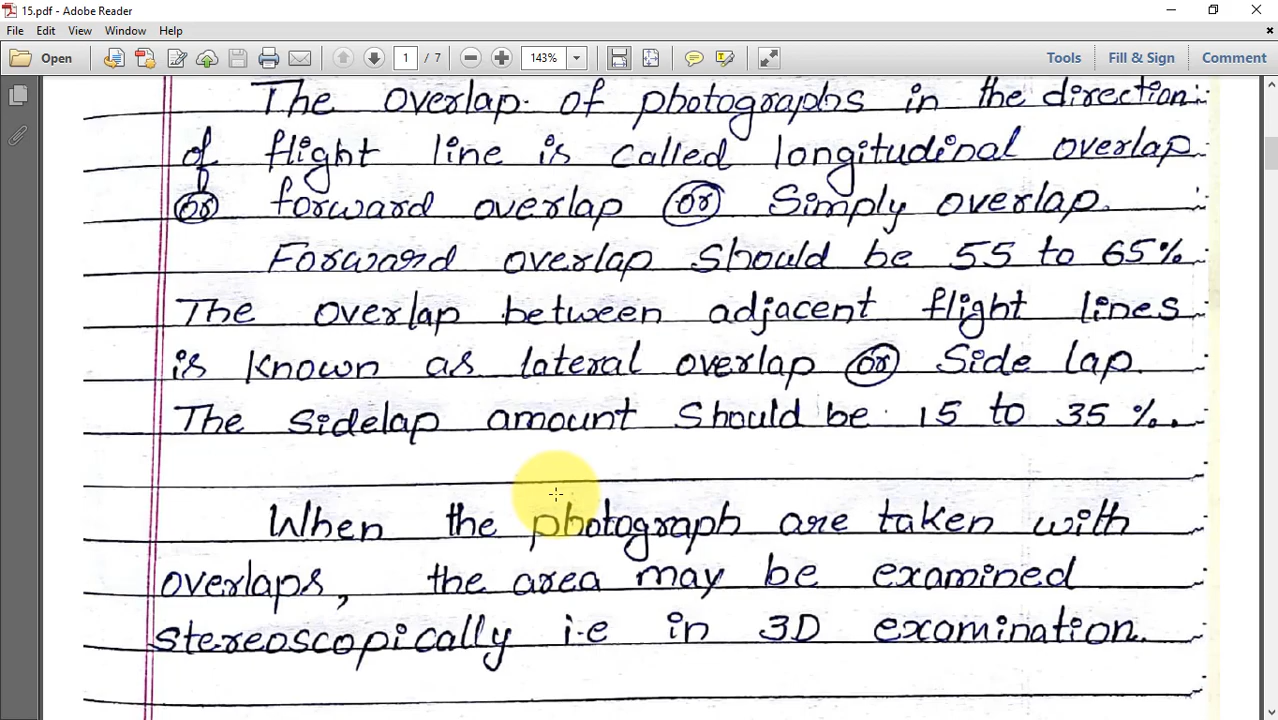 15.pdf - Adobe Reader
File Edit View Window Help
Open 1 / 7 143% Tools Fill & Sign Comment
The overlap of photographs in the direction
of flight line is called longitudinal overlap
or forward overlap or Simply overlap.
Forward overlap Should be 55 to 65%
The overlap between adjacent flight lines
is known as lateral overlap or Side lap.
The Sidelap amount Should be 15 to 35 %.
When the photograph are taken with
overlaps, the area may be examined
stereoscopically i.e in 3D examination.